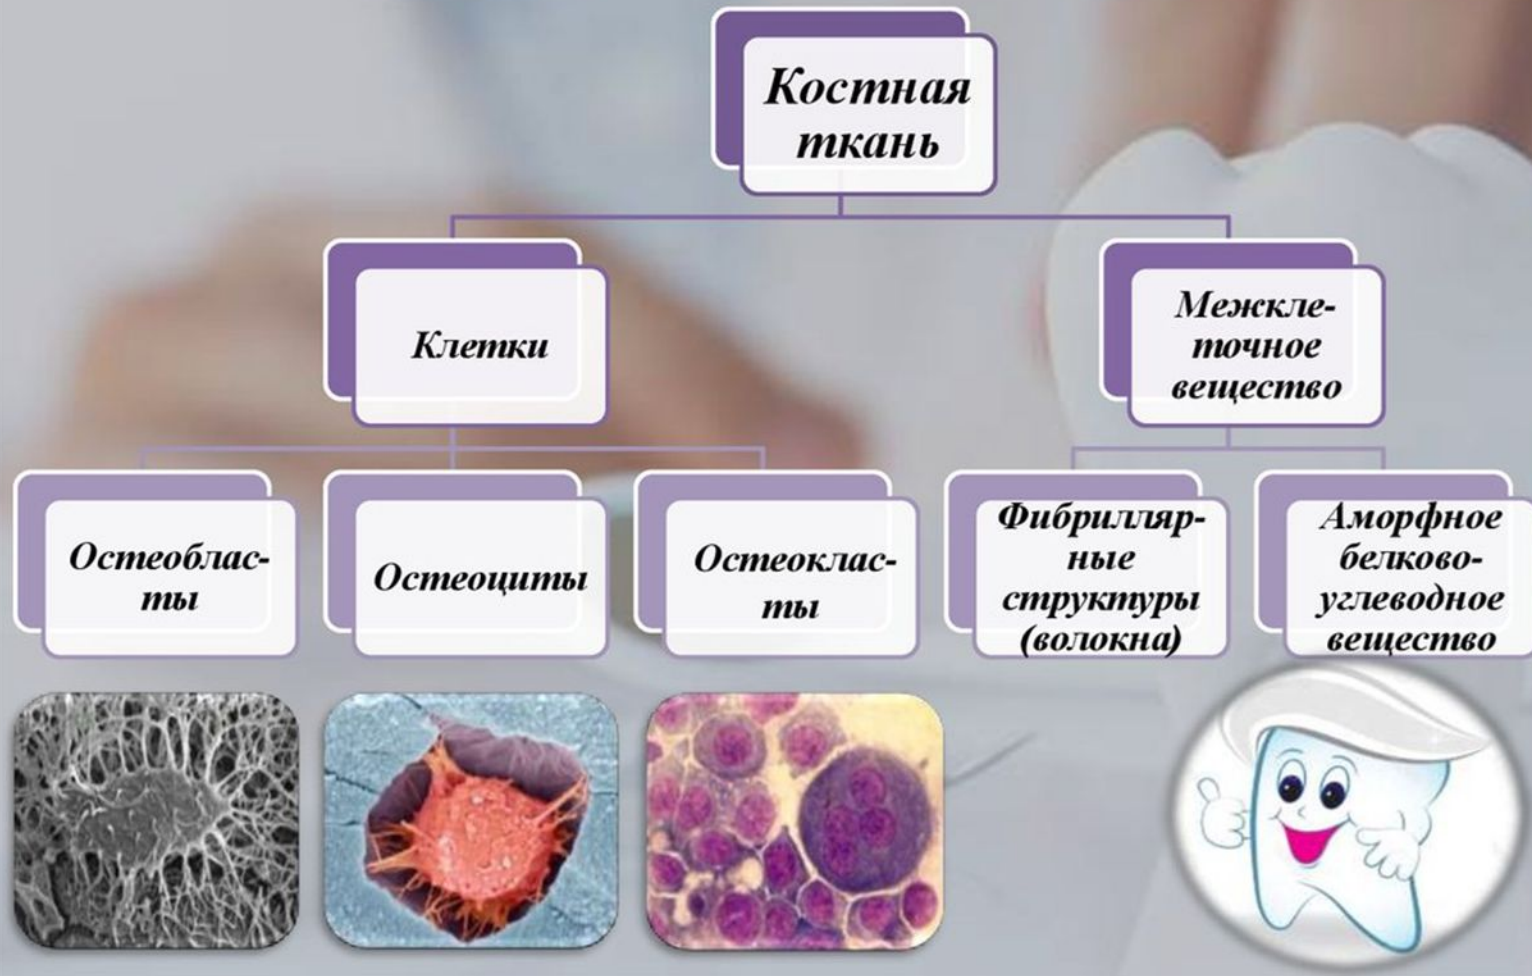 Костная
ткань
Клетки
Межкле-
точное
вещество
Остеоблас-
ты
Остеоциты
Остеоклас-
ты
Фибрилляр-
ные
структуры
(волокна)
Аморфное
белково-
углеводное
вещество